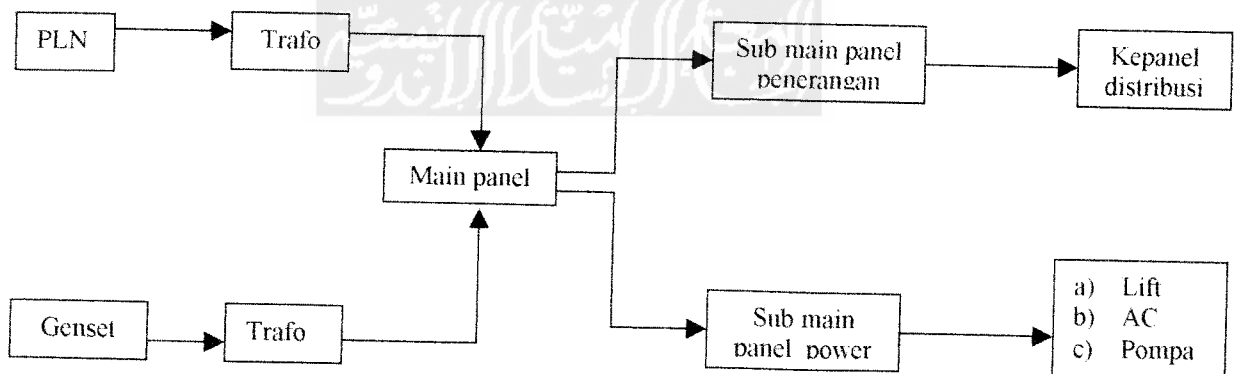 PLN
Trafo
Sub main panel
penerangan
Kepanel
distribusi
Main panel
Genset
Trafo
Sub main
panel power
a) Lift
b) AC
c) Pompa